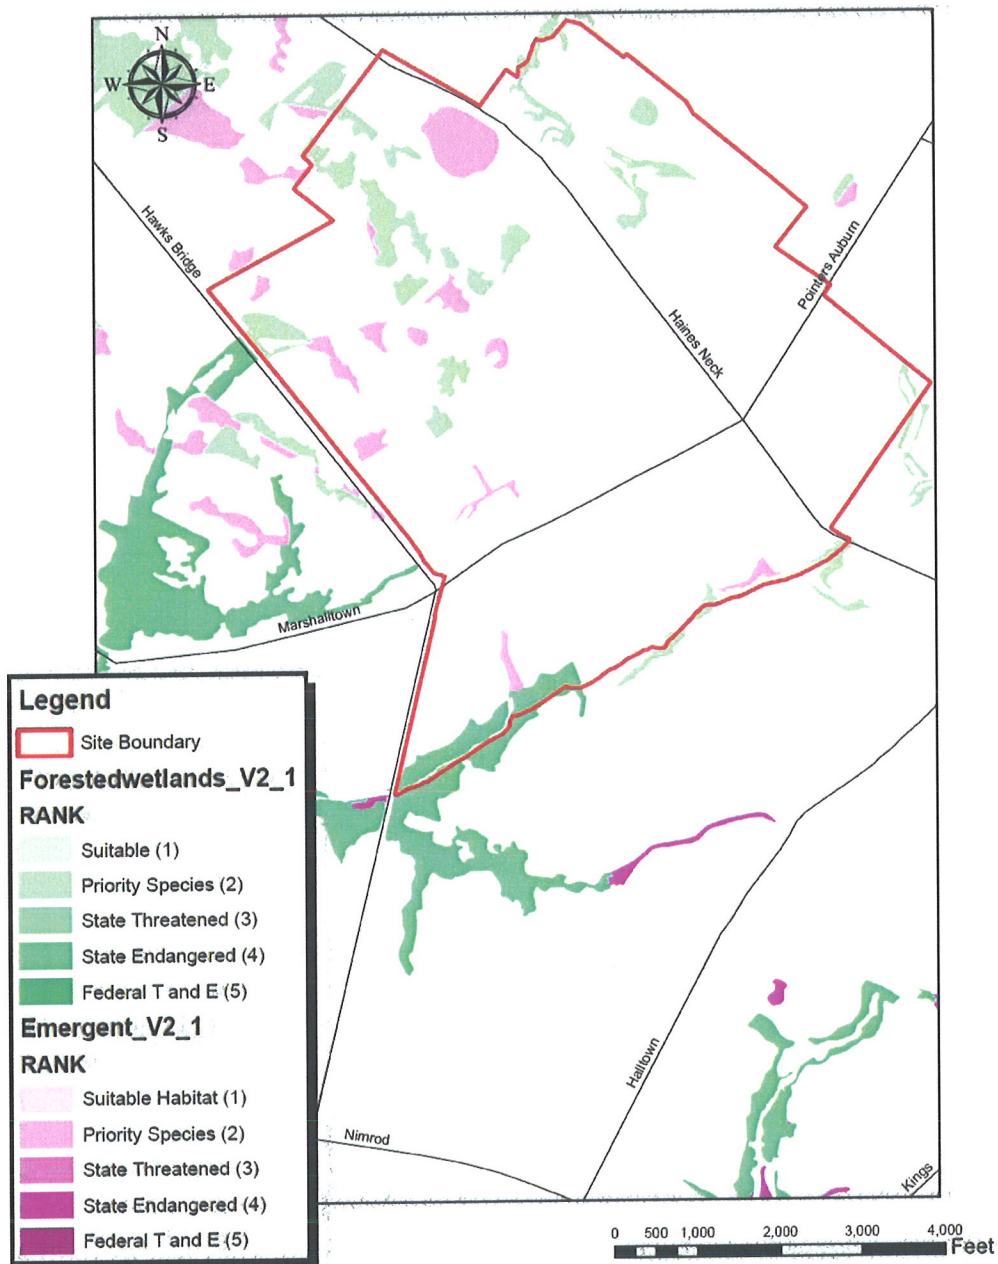 N
W E
S
Hawks Bridge
Haines Neck
Pointers Auburn
Marshalltown
Halltown
Nimrod
Kings
Legend
Site Boundary
Forestedwetlands_V2_1
RANK
Suitable (1)
Priority Species (2)
State Threatened (3)
State Endangered (4)
Federal T and E (5)
Emergent_V2_1
RANK
Suitable Habitat (1)
Priority Species (2)
State Threatened (3)
State Endangered (4)
Federal T and E (5)
0 500 1,000 2,000 3,000 4,000
Feet